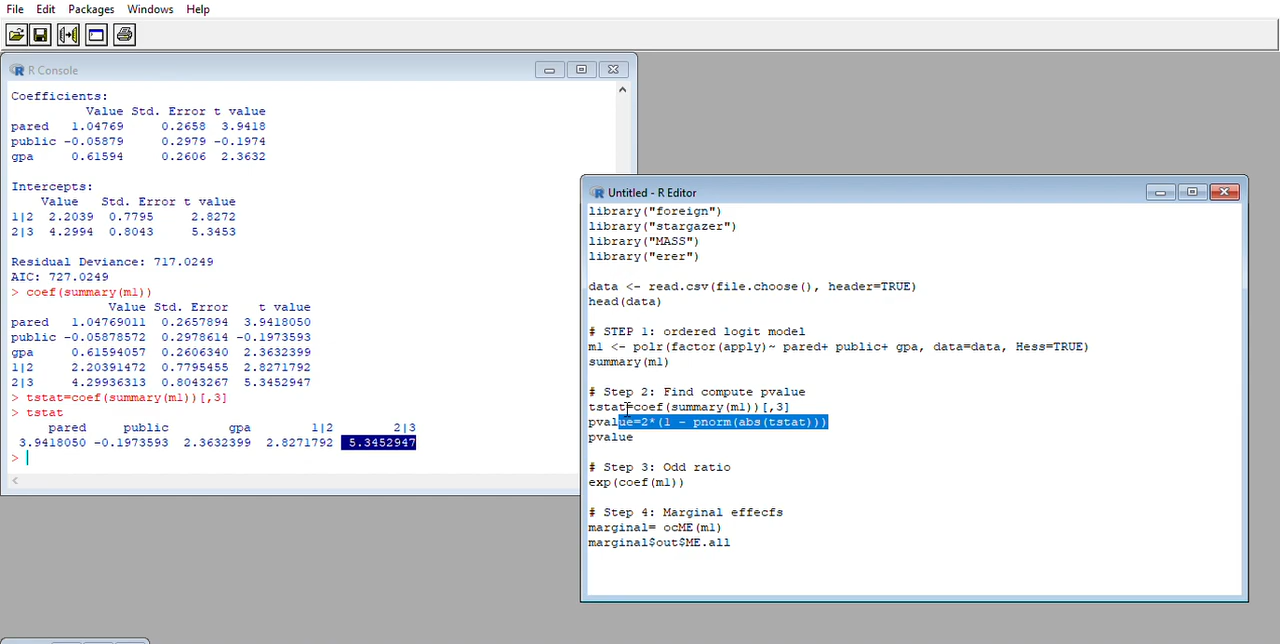 File Edit Packages Windows Help
R Console
Coefficients:
Value Std. Error t value
pared 1.04769 0.2658 3.9418
public -0.05879 0.2979 -0.1974
gpa 0.61594 0.2606 2.3632
Intercepts:
Value Std. Error t value
1|2 2.2039 0.7795 2.8272
2|3 4.2994 0.8043 5.3453
Residual Deviance: 717.0249
AIC: 727.0249
> coef(summary(m1))
Value Std. Error t value
pared 1.04769011 0.2657894 3.9418050
public -0.05878572 0.2978614 -0.1973593
gpa 0.61594057 0.2606340 2.3632399
1|2 2.20391472 0.7795455 2.8271792
2|3 4.29936313 0.8043267 5.3452947
> tstat=coef(summary(m1))[,3]
> tstat
pared public gpa 1|2 2|3
3.9418050 -0.1973593 2.3632399 2.8271792 5.3452947
>
Untitled - R Editor
library("foreign")
library("stargazer")
library("MASS")
library("erer")
data <- read.csv(file.choose(), header=TRUE)
head(data)
# STEP 1: ordered logit model
m1 <- polr(factor(apply)~ pared+ public+ gpa, data=data, Hess=TRUE)
summary(m1)
# Step 2: Find compute pvalue
tstat=coef(summary(m1))[,3]
pvalue=2*(1 - pnorm(abs(tstat)))
pvalue
# Step 3: Odd ratio
exp(coef(m1))
# Step 4: Marginal effecfs
marginal= ocME(m1)
marginal$out$ME.all